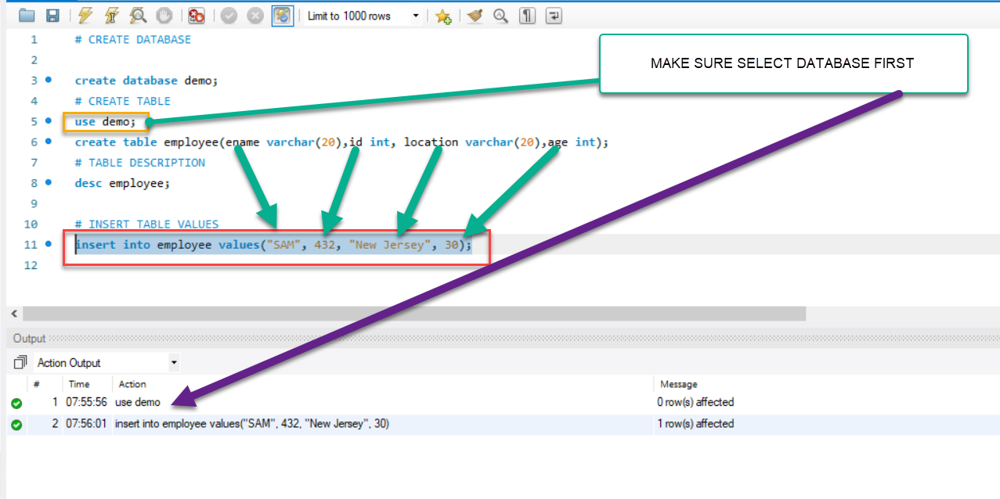 Limit to 1000 rows
1 # CREATE DATABASE
2
3 create database demo;
4 # CREATE TABLE
5 use demo;
6 create table employee(ename varchar(20),id int, location varchar(20),age int);
7 # TABLE DESCRIPTION
8 desc employee;
9
10 # INSERT TABLE VALUES
11 insert into employee values("SAM", 432, "New Jersey", 30);
12
MAKE SURE SELECT DATABASE FIRST
Output
Action Output
# Time Action Message
1 07:55:56 use demo 0 row(s) affected
2 07:56:01 insert into employee values("SAM", 432, "New Jersey", 30) 1 row(s) affected